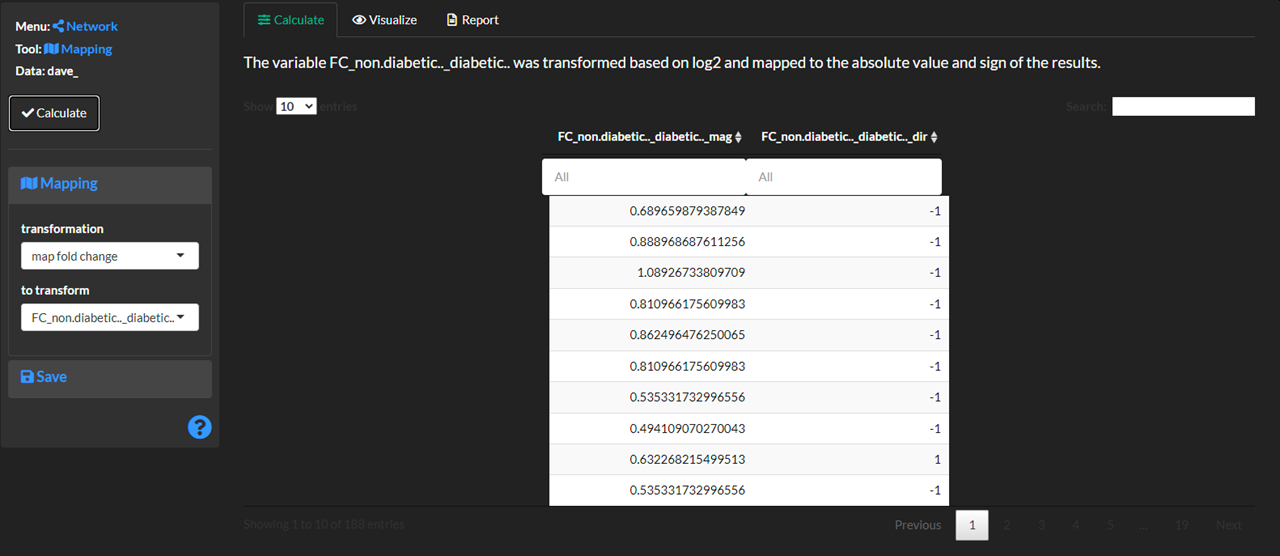 Menu: Network
Tool: Mapping
Data: dave_
Calculate
Mapping
transformation
map fold change
to transform
FC_non.diabetic.._diabetic..
Save
?
Calculate Visualize Report
The variable FC_non.diabetic.._diabetic.. was transformed based on log2 and mapped to the absolute value and sign of the results.
Show 10 entries Search:
FC_non.diabetic.._diabetic.._mag FC_non.diabetic.._diabetic.._dir
All All
0.689659879387849 -1
0.888968687611256 -1
1.08926733809709 -1
0.810966175609983 -1
0.862496476250065 -1
0.810966175609983 -1
0.535331732996556 -1
0.494109070270043 -1
0.632268215499513 1
0.535331732996556 -1
Showing 1 to 10 of 188 entries Previous 1 2 3 4 5 … 19 Next